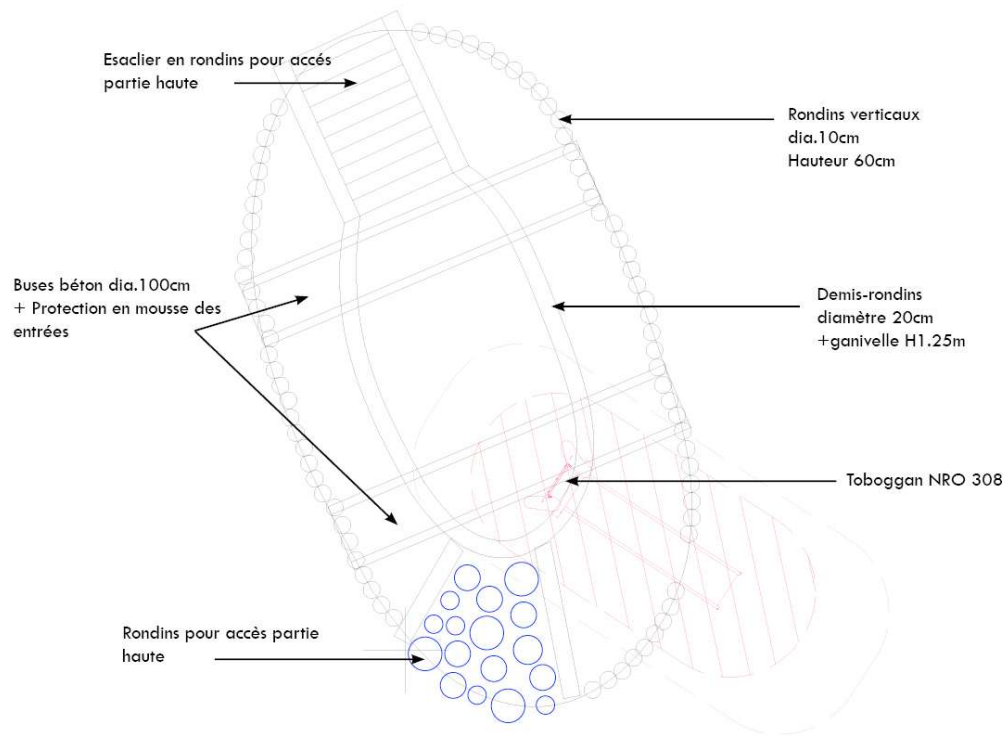 Esaclier en rondins pour accés
partie haute
Rondins verticaux
dia.10cm
Hauteur 60cm
Buses béton dia.100cm
+ Protection en mousse des
entrées
Demis-rondins
diamètre 20cm
+ganivelle H1.25m
Toboggan NRO 308
Rondins pour accès partie
haute